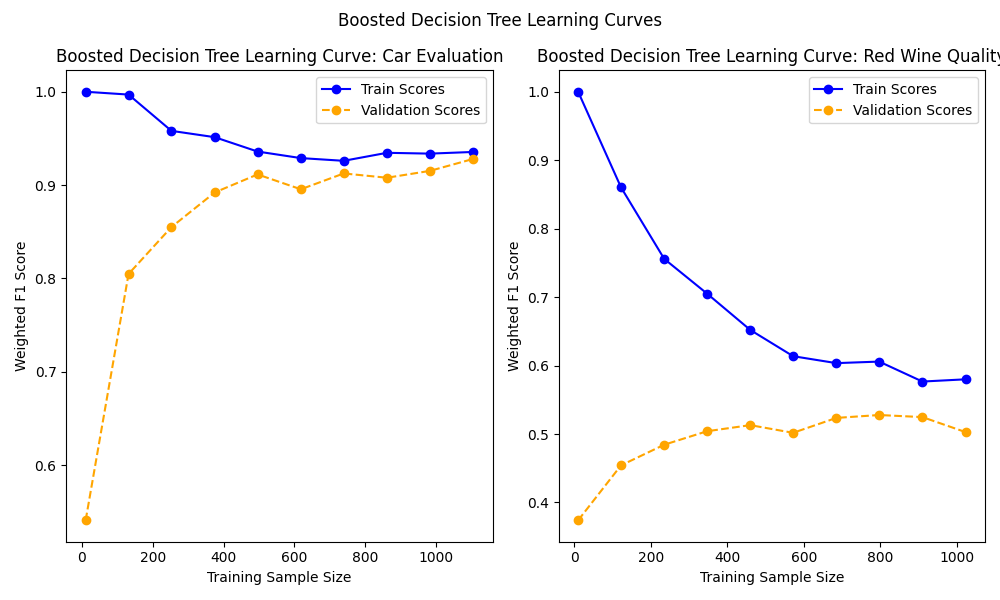 Boosted Decision Tree Learning Curves
Boosted Decision Tree Learning Curve: Car Evaluation
Train Scores
Validation Scores
1.0
0.9
0.8
0.7
0.6
Weighted F1 Score
0 200 400 600 800 1000
Training Sample Size
Boosted Decision Tree Learning Curve: Red Wine Quality
Train Scores
Validation Scores
1.0
0.9
0.8
0.7
0.6
0.5
0.4
Weighted F1 Score
0 200 400 600 800 1000
Training Sample Size